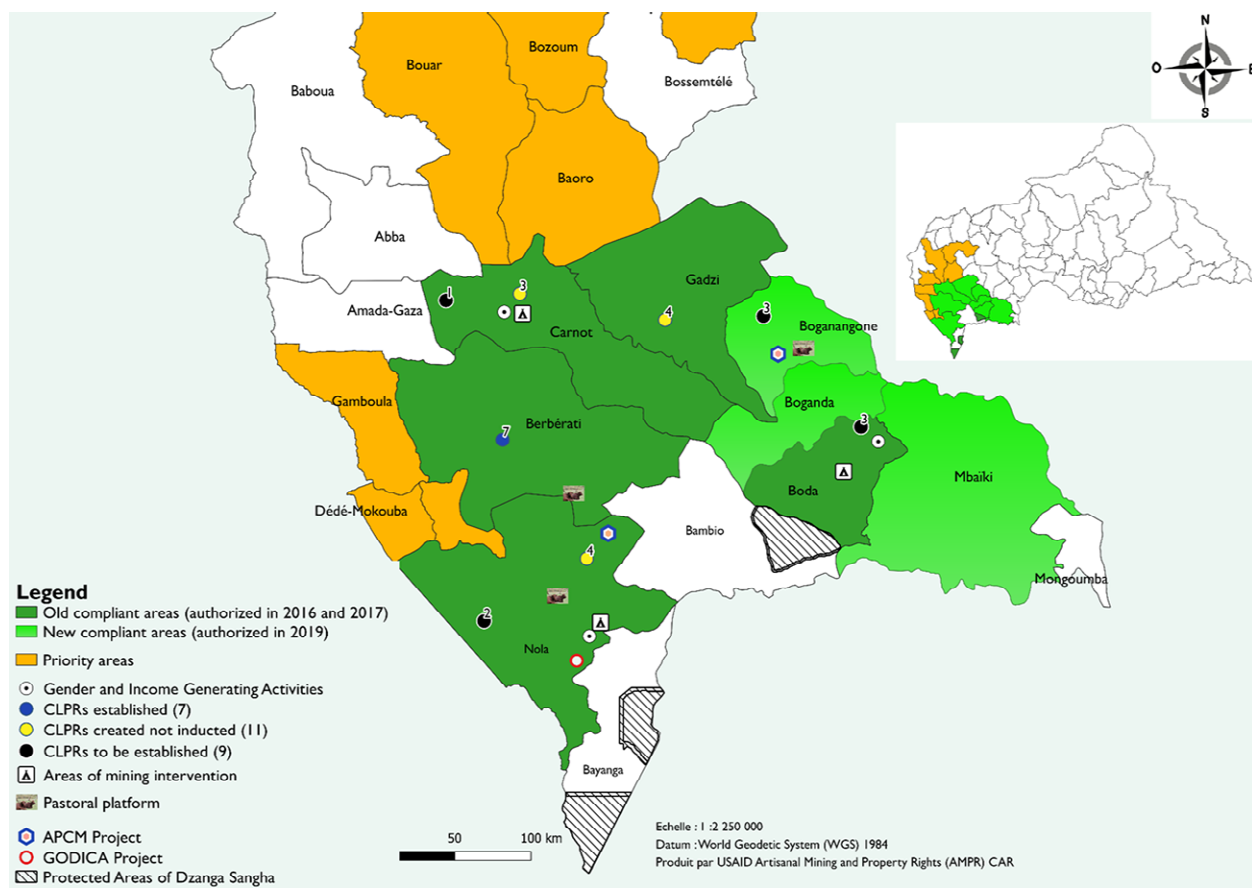 N
O
E
S
Bozoum
Bouar
Bossemtélé
Baboua
Baoro
Abba
Gadzi
1
3
Amada-Gaza
4
3
Carnot
Boganangone
Gamboula
Boganda
3
Berbérati
7
Mbaïki
Boda
Dédé-Mokouba
Bambio
4
Mongoumba
2
Nola
Bayanga
Legend
Old compliant areas (authorized in 2016 and 2017)
New compliant areas (authorized in 2019)
Priority areas
Gender and Income Generating Activities
CLPRs established (7)
CLPRs created not inducted (11)
CLPRs to be established (9)
Areas of mining intervention
Pastoral platform
APCM Project
GODICA Project
Protected Areas of Dzanga Sangha
50 100 km
Echelle : 1 :2 250 000
Datum : World Geodetic System (WGS) 1984
Produit par USAID Artisanal Mining and Property Rights (AMPR) CAR